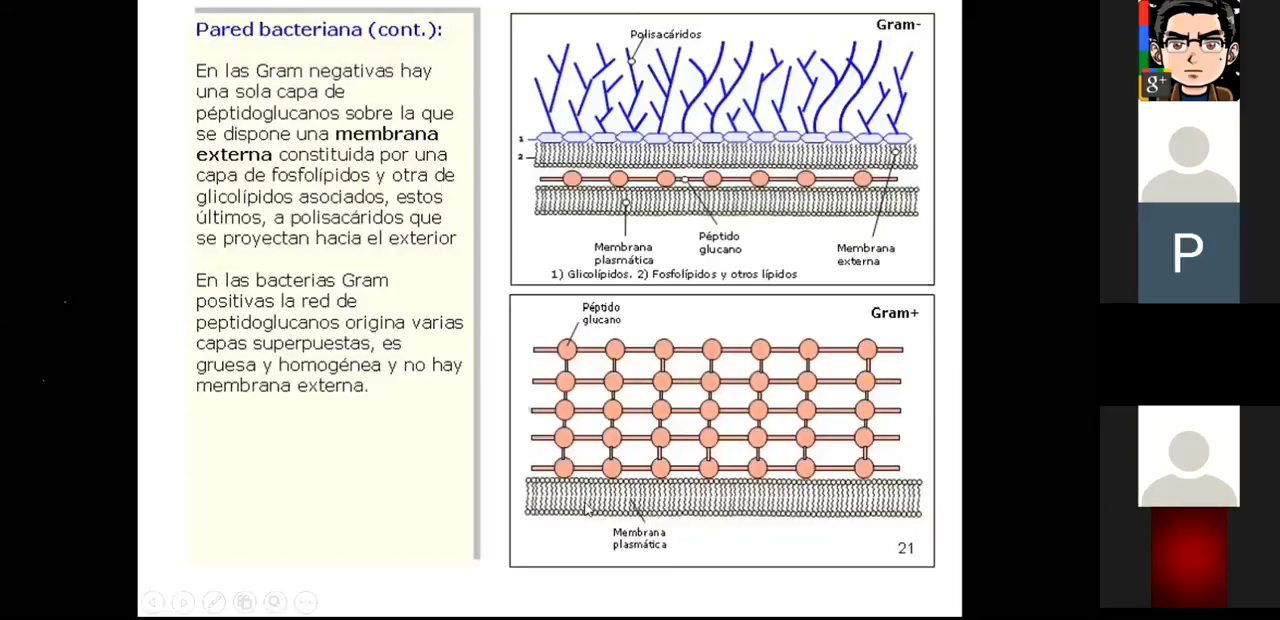 Pared bacteriana (cont.):
En las Gram negativas hay
una sola capa de
péptidoglucanos sobre la que
se dispone una membrana
externa constituida por una
capa de fosfolípidos y otra de
glicolípidos asociados, estos
últimos, a polisacáridos que
se proyectan hacia el exterior
En las bacterias Gram
positivas la red de
peptidoglucanos origina varias
capas superpuestas, es
gruesa y homogénea y no hay
membrana externa.
Gram-
Polisacáridos
1
2
Membrana
plasmática
Péptido
glucano
Membrana
externa
1) Glicolípidos. 2) Fosfolípidos y otros lípidos
Péptido
glucano
Gram+
Membrana
plasmática
21
g+
P